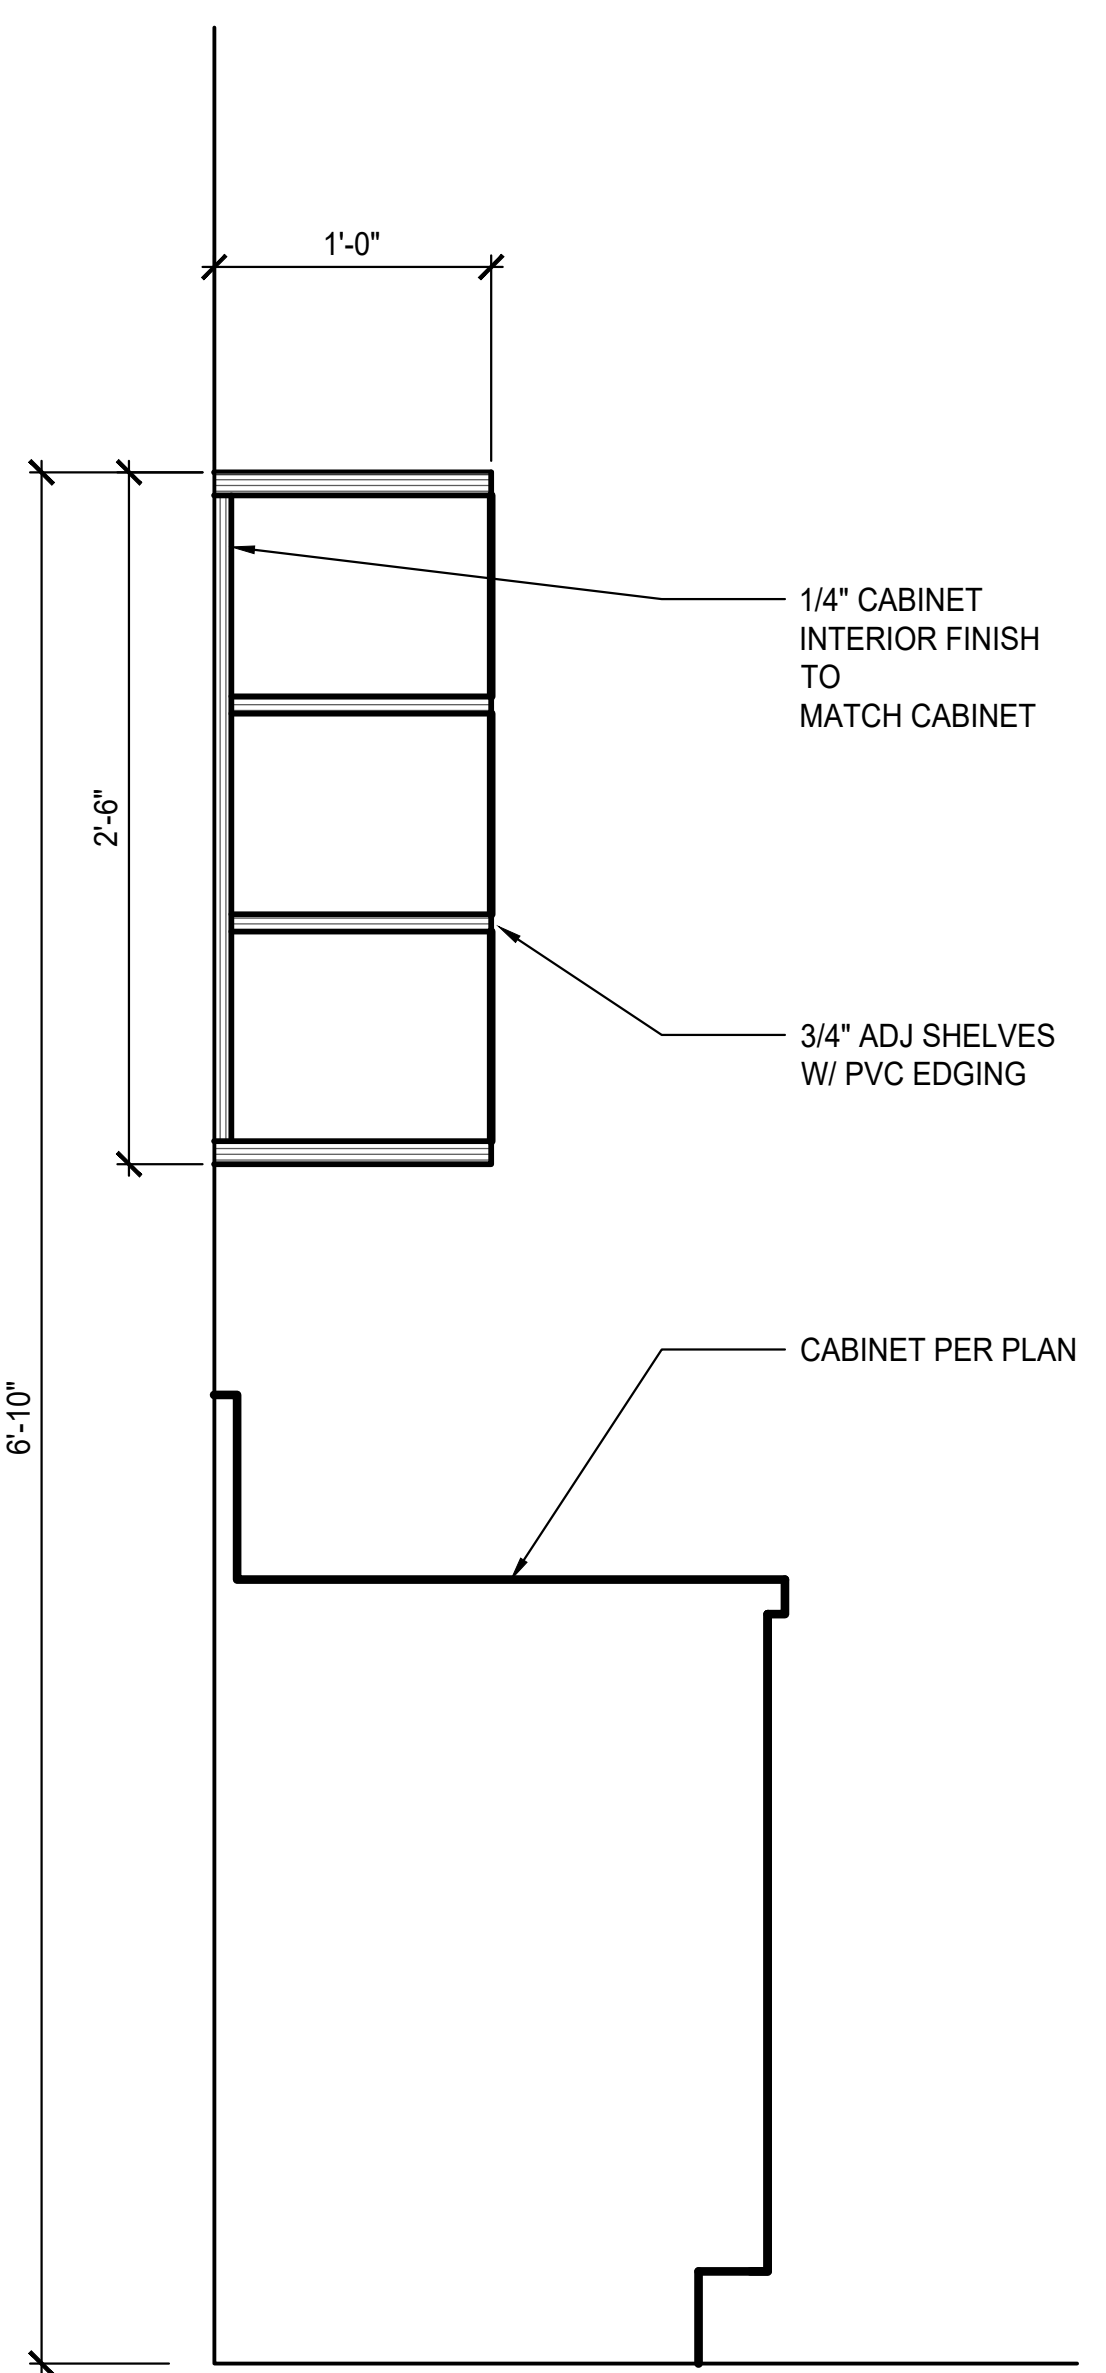 1'-0"
1/4" CABINET
INTERIOR FINISH
TO
MATCH CABINET
2'-6"
3/4" ADJ SHELVES
W/ PVC EDGING
CABINET PER PLAN
6'-10"